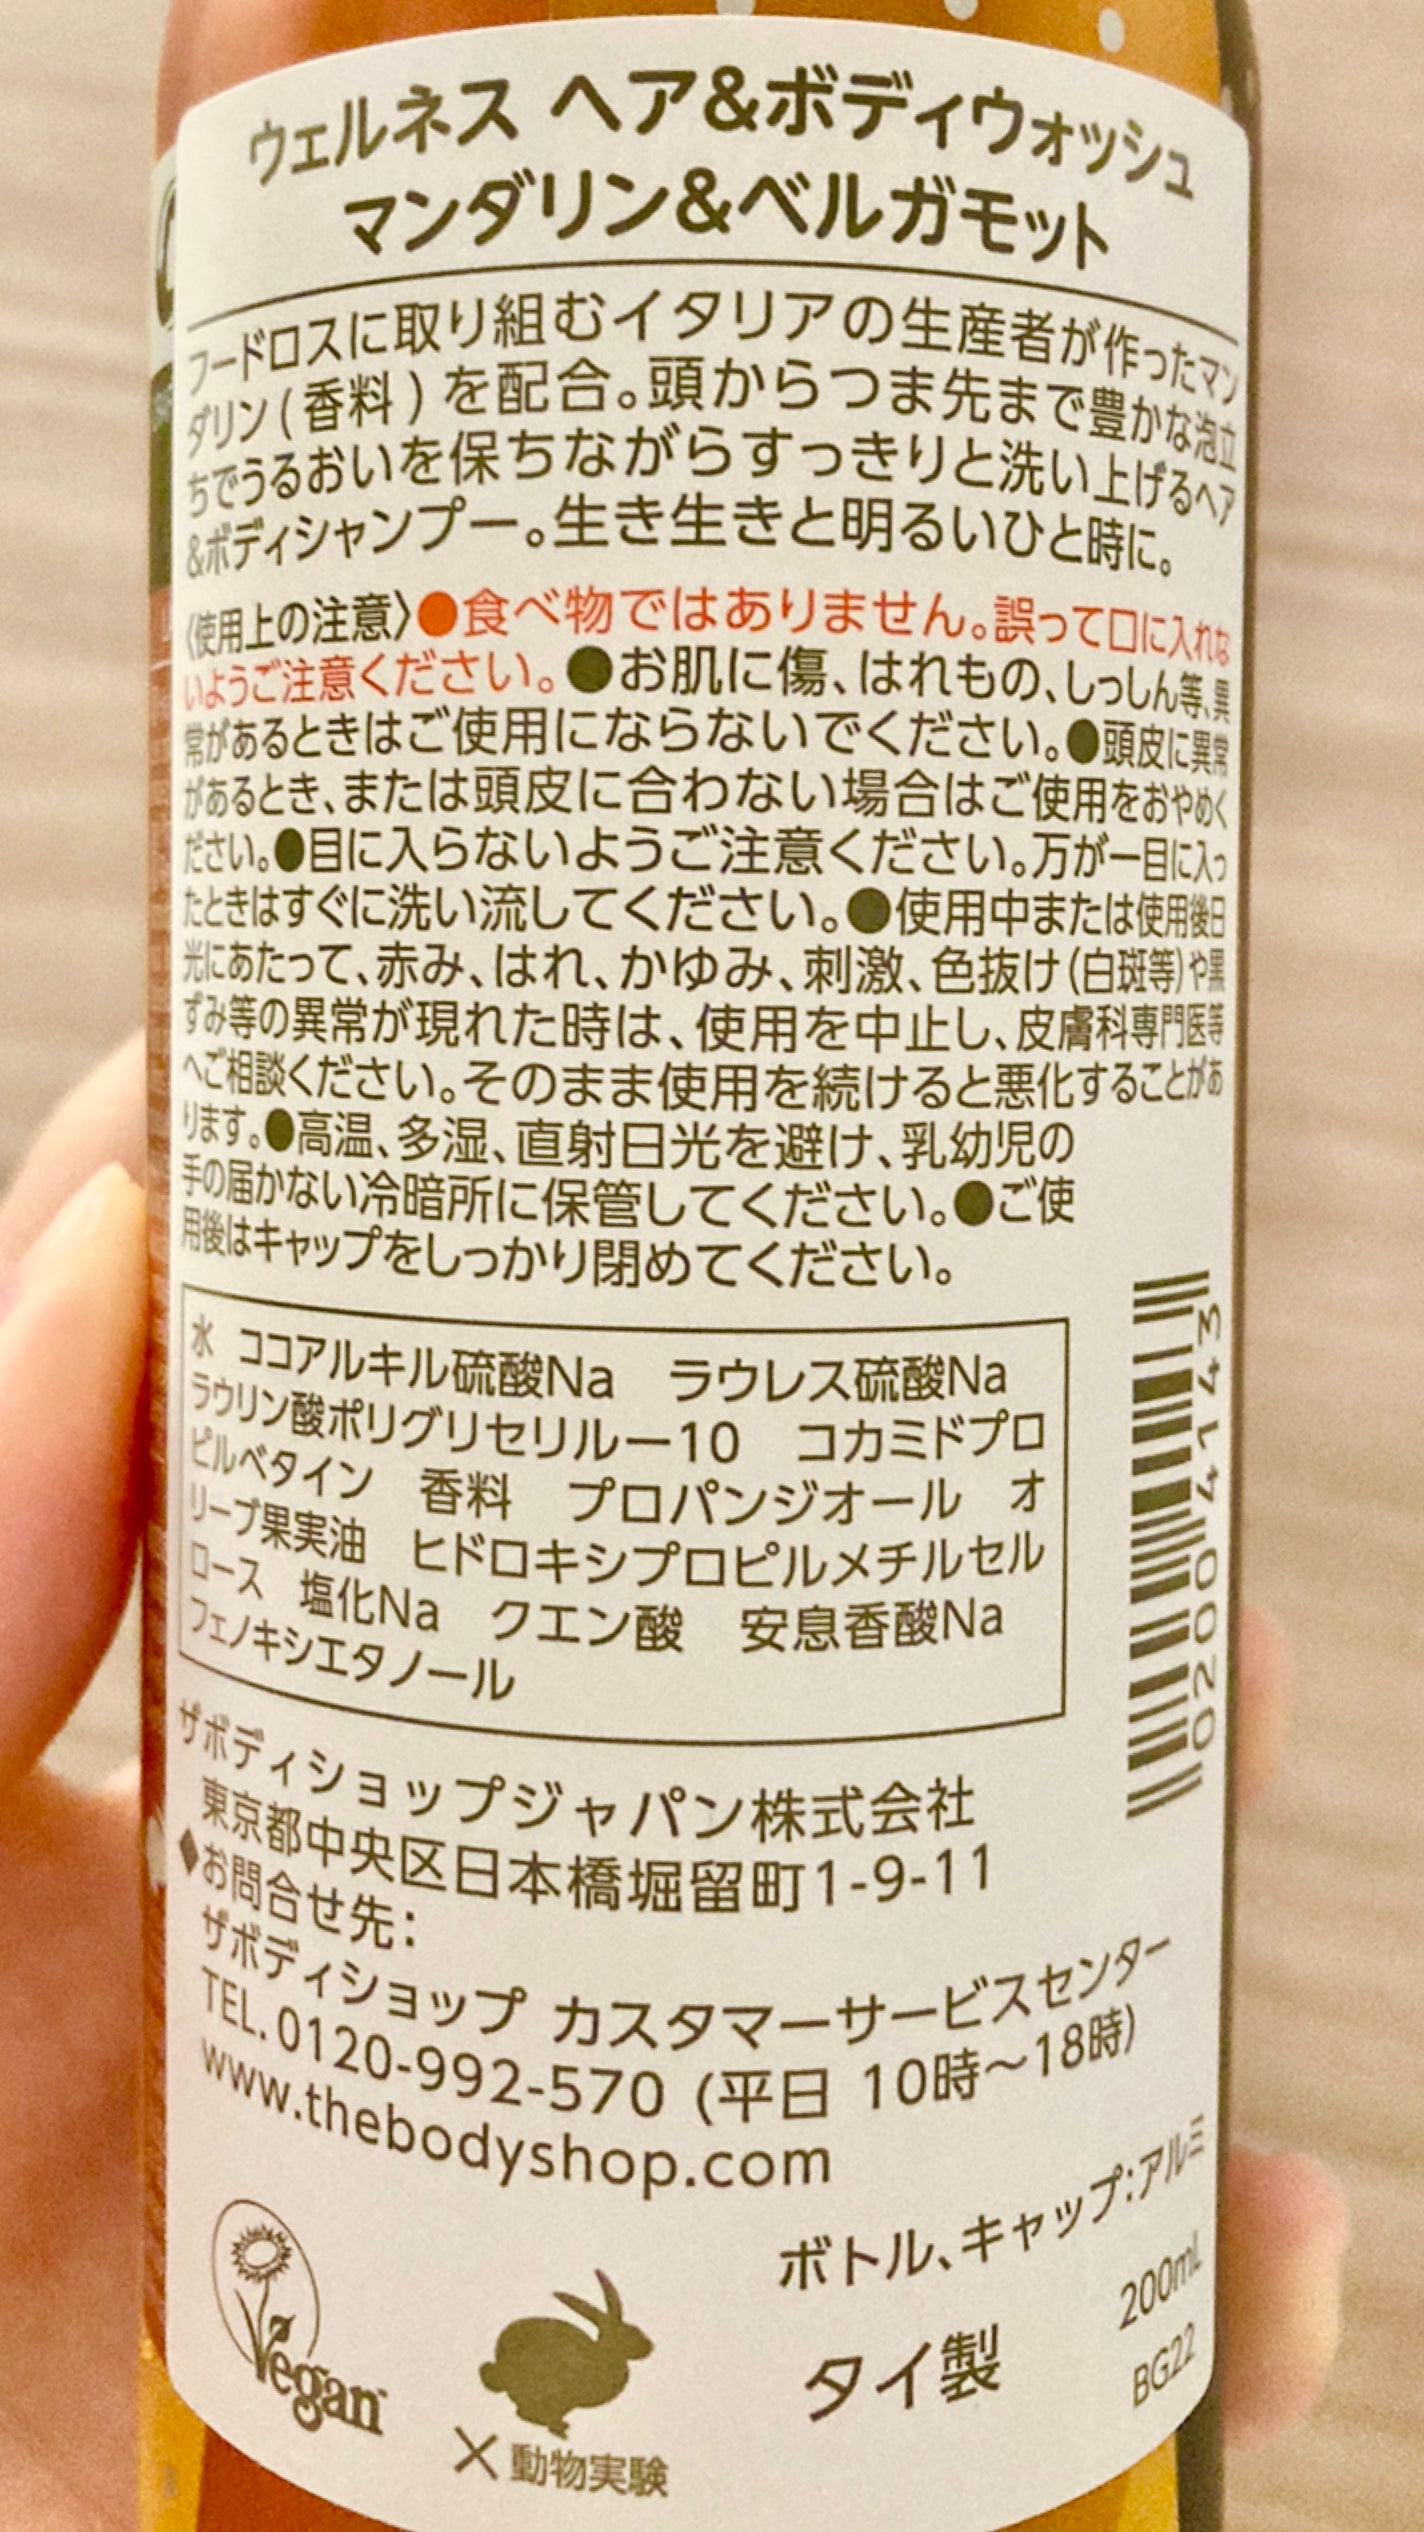 ウェルネス ヘア&ボディウォッシュ
マンダリン&ベルガモット
フードロスに取り組むイタリアの生産者が作ったマン
ダリン(香料)を配合。頭からつま先まで豊かな泡立
ちでうるおいを保ちながらすっきりと洗い上げるヘア
&ボディシャンプー。生き生きと明るいひと時に。
〈使用上の注意〉●食べ物ではありません。誤って口に入れな
いようご注意ください。●お肌に傷、はれもの、しっしん等、異
常があるときはご使用にならないでください。●頭皮に異常
があるとき、または頭皮に合わない場合はご使用をおやめく
ださい。●目に入らないようご注意ください。万が一目に入っ
たときはすぐに洗い流してください。●使用中または使用後日
光にあたって、赤み、はれ、かゆみ、刺激、色抜け(白斑等)や黒
ずみ等の異常が現れた時は、使用を中止し、皮膚科専門医等
へご相談ください。そのまま使用を続けると悪化することがあ
ります。●高温、多湿、直射日光を避け、乳幼児の
手の届かない冷暗所に保管してください。●ご使
用後はキャップをしっかり閉めてください。
水 ココアルキル硫酸Na ラウレス硫酸Na
ラウリン酸ポリグリセリルー10 コカミドプロ
ピルベタイン 香料 プロパンジオール オ
リーブ果実油 ヒドロキシプロピルメチルセル
ロース 塩化Na クエン酸 安息香酸Na
フェノキシエタノール
02004143
ザボディショップジャパン株式会社
東京都中央区日本橋堀留町1-9-11
◆お問合せ先:
ザボディショップ カスタマーサービスセンター
TEL.0120-992-570 (平日 10時～18時)
www.thebodyshop.com
ボトル、キャップ:アルミ
200mL
タイ製
BG22
Vegan
×動物実験